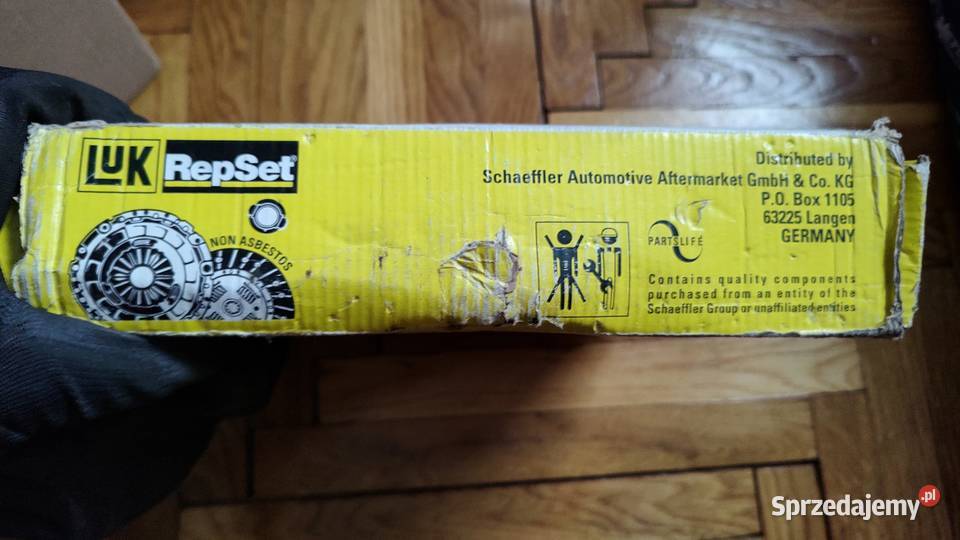 LuK RepSet®
NON ASBESTOS
Distributed by
Schaeffler Automotive Aftermarket GmbH & Co. KG
P.O. Box 1105
63225 Langen
GERMANY
PARTSLIFE
Contains quality components
purchased from an entity of the
Schaeffler Group or unaffiliated entities
Sprzedajemy.pl